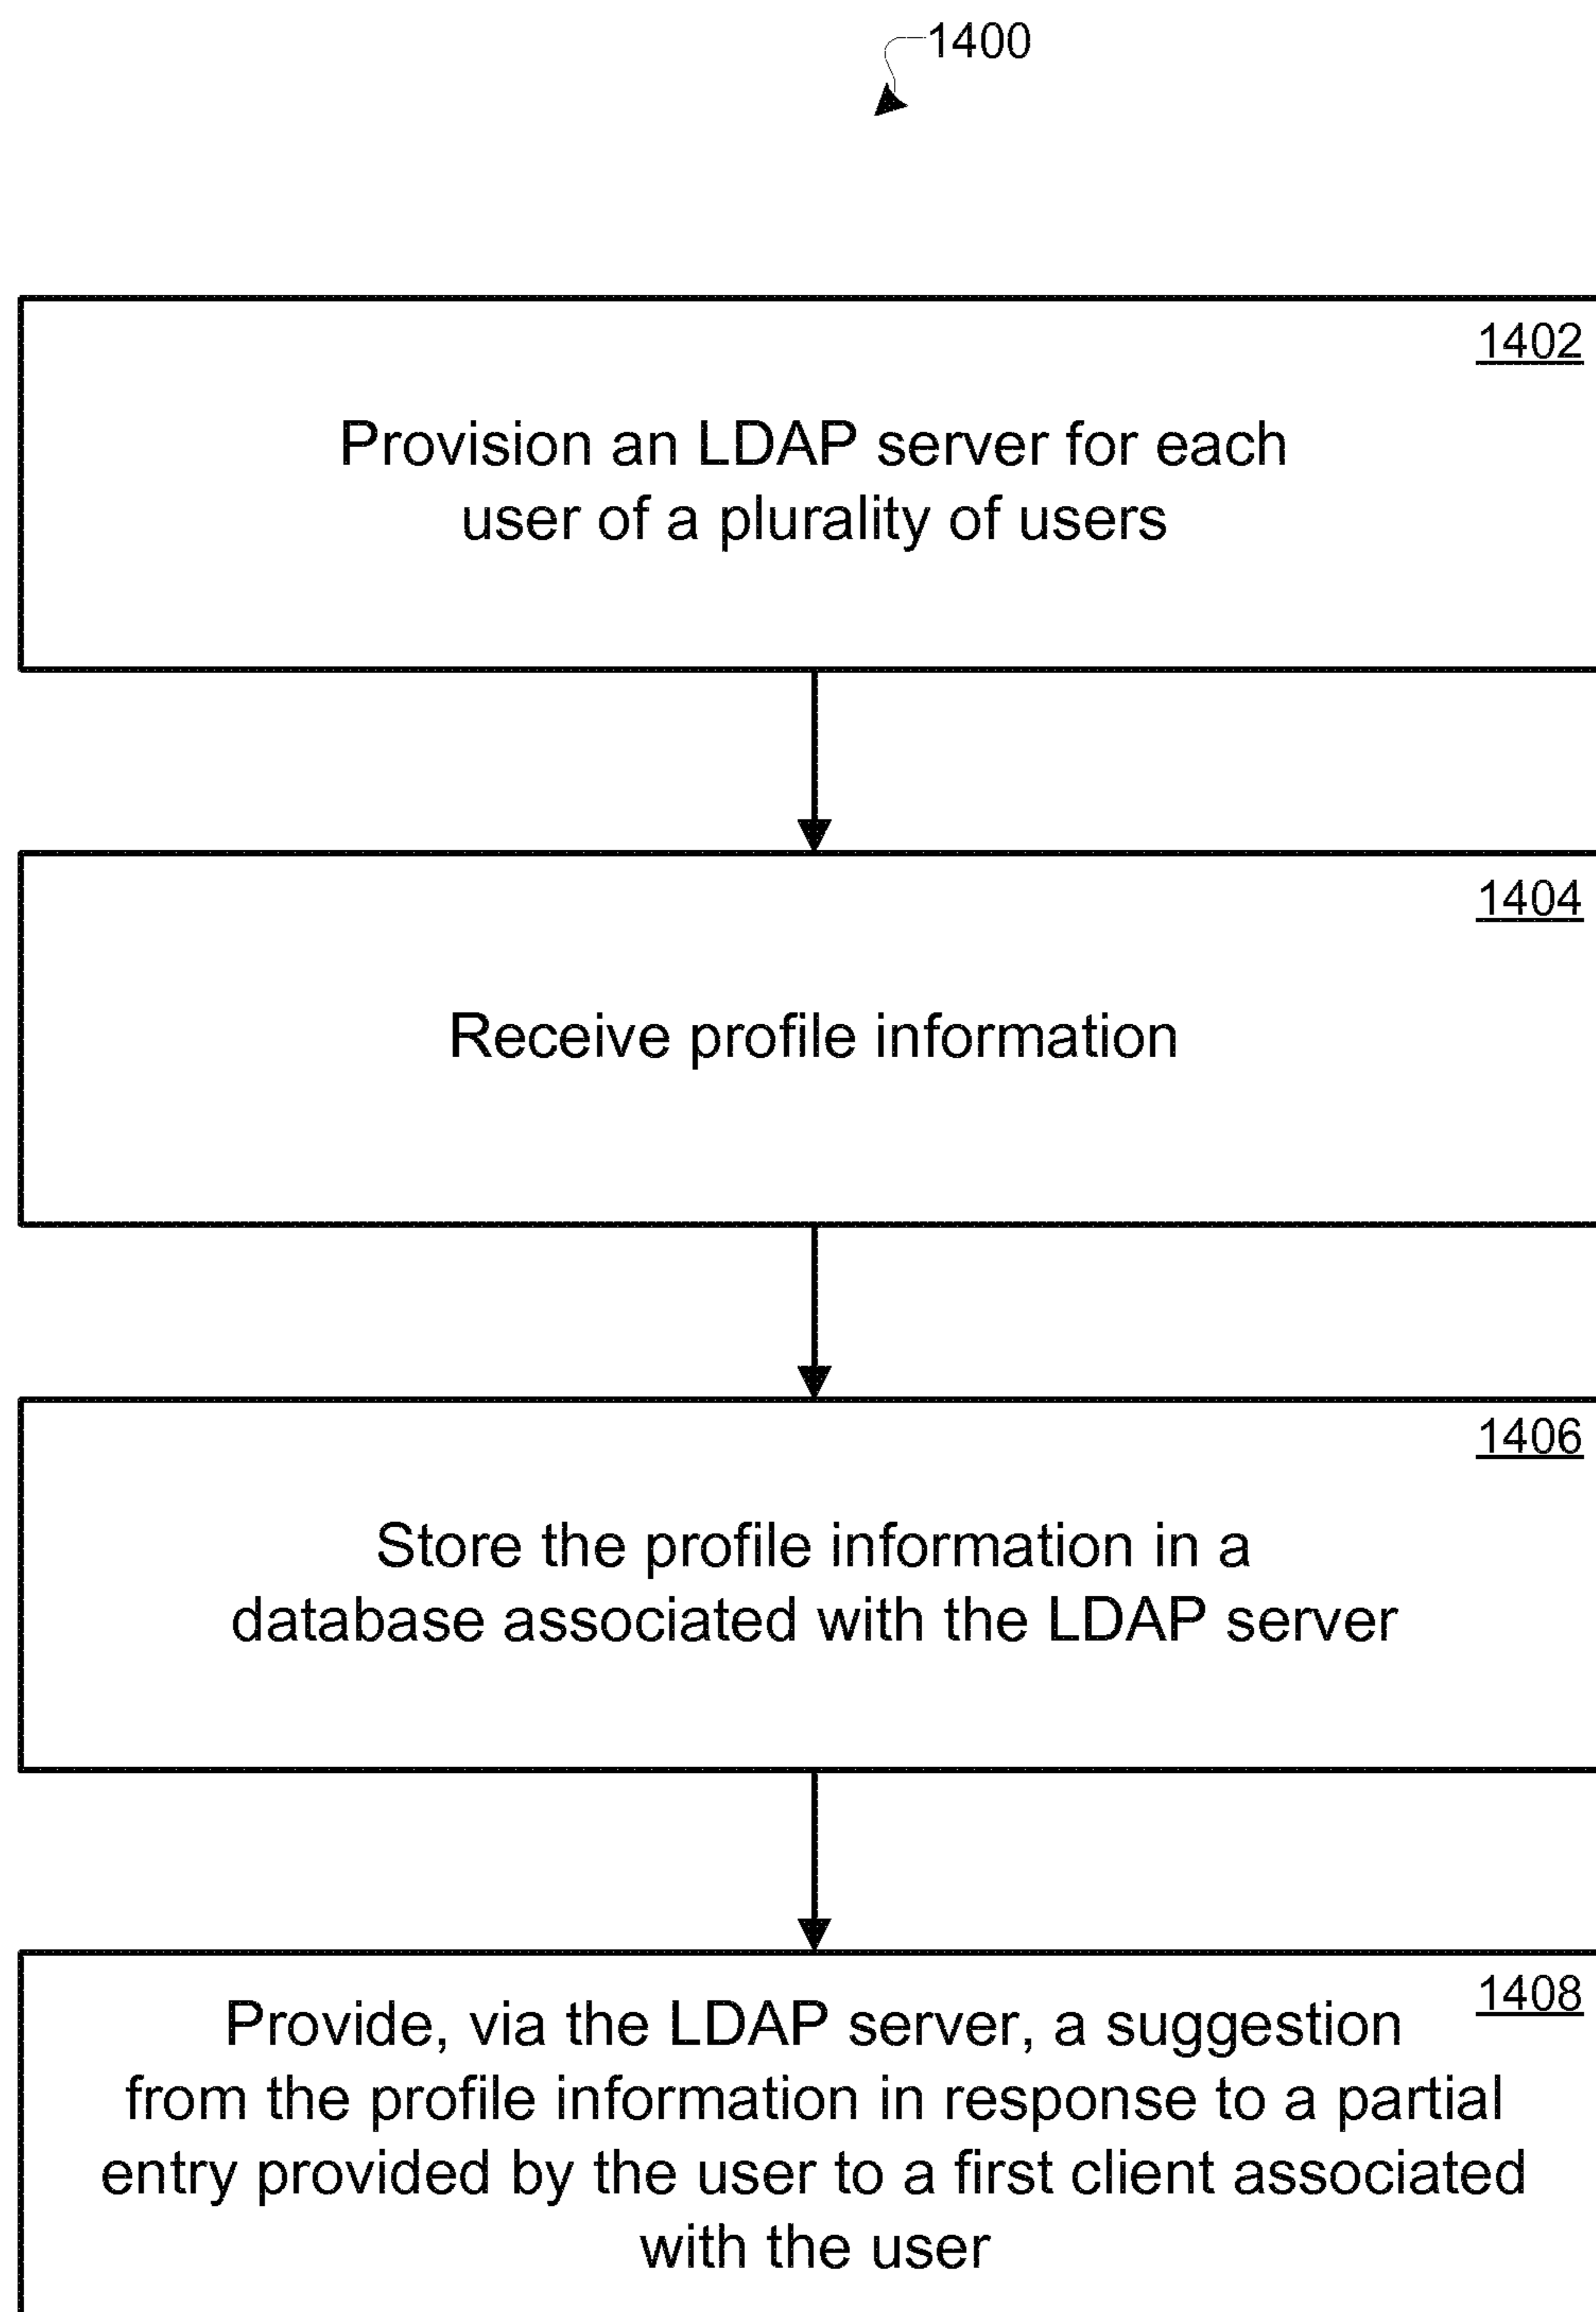 1400
1402
Provision an LDAP server for each
user of a plurality of users
1404
Receive profile information
1406
Store the profile information in a
database associated with the LDAP server
1408
Provide, via the LDAP server, a suggestion
from the profile information in response to a partial
entry provided by the user to a first client associated
with the user